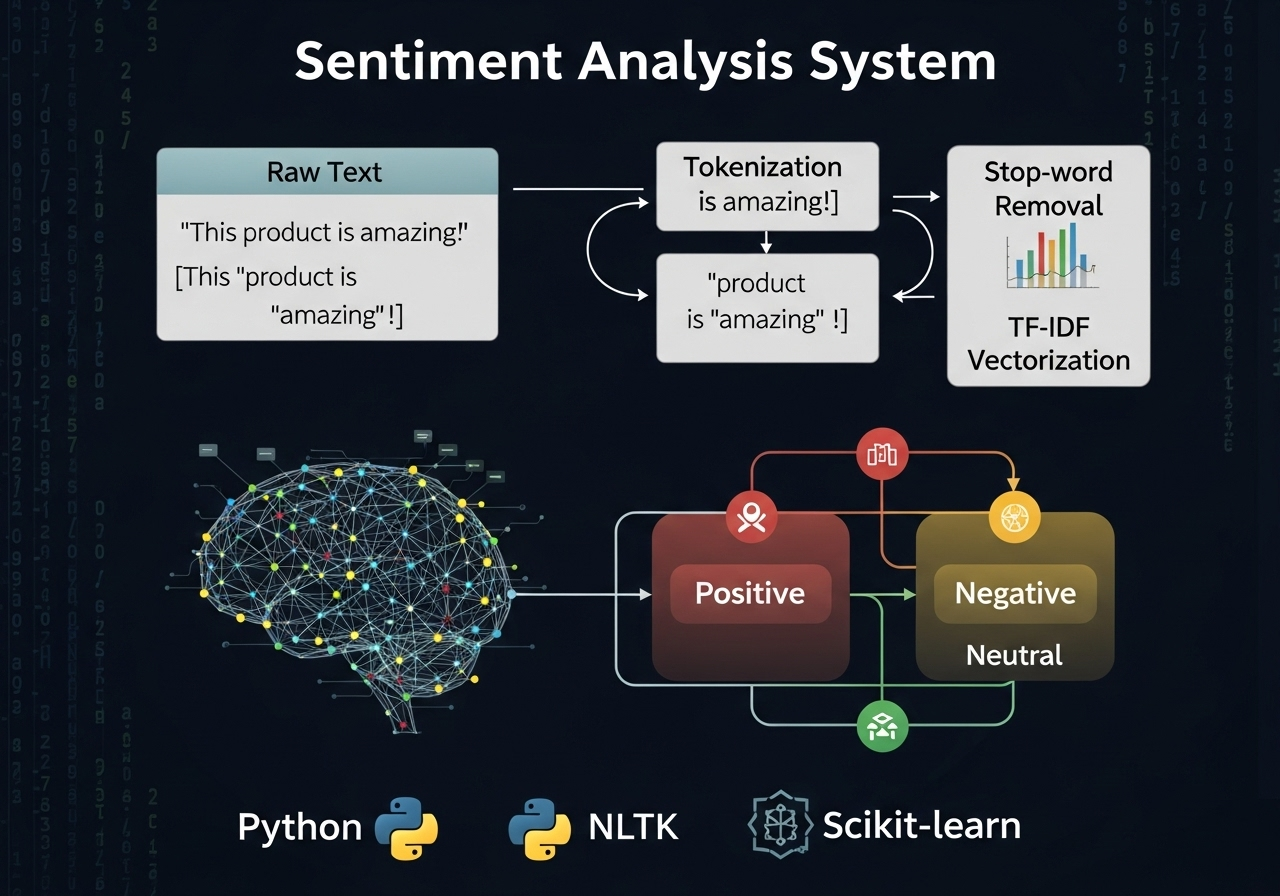 Sentiment Analysis System
Raw Text
"This product is amazing!"
[This "product is
"amazing" !]
Tokenization
is amazing!]
"product
is "amazing" !]
Stop-word
Removal
TF-IDF
Vectorization
Positive
Negative
Neutral
Python
NLTK
Scikit-learn